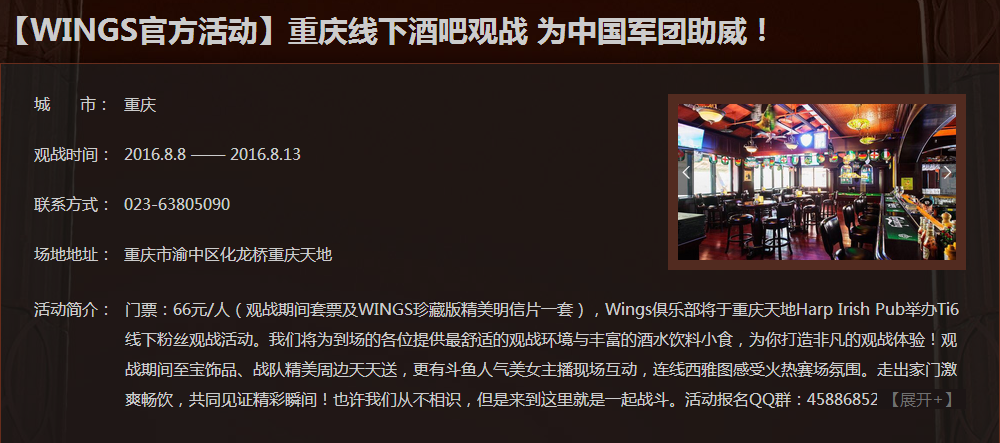 【WINGS官方活动】重庆线下酒吧观战 为中国军团助威！
城 市： 重庆
观战时间： 2016.8.8 —— 2016.8.13
联系方式： 023-63805090
场地地址： 重庆市渝中区化龙桥重庆天地
活动简介： 门票：66元/人（观战期间套票及WINGS珍藏版精美明信片一套），Wings俱乐部将于重庆天地Harp Irish Pub举办Ti6
线下粉丝观战活动。我们将为到场的各位提供最舒适的观战环境与丰富的酒水饮料小食，为你打造非凡的观战体验！观
战期间至宝饰品、战队精美周边天天送，更有斗鱼人气美女主播现场互动，连线西雅图感受火热赛场氛围。走出家门激
爽畅饮，共同见证精彩瞬间！也许我们从不相识，但是来到这里就是一起战斗。活动报名QQ群：45886852 【展开+】